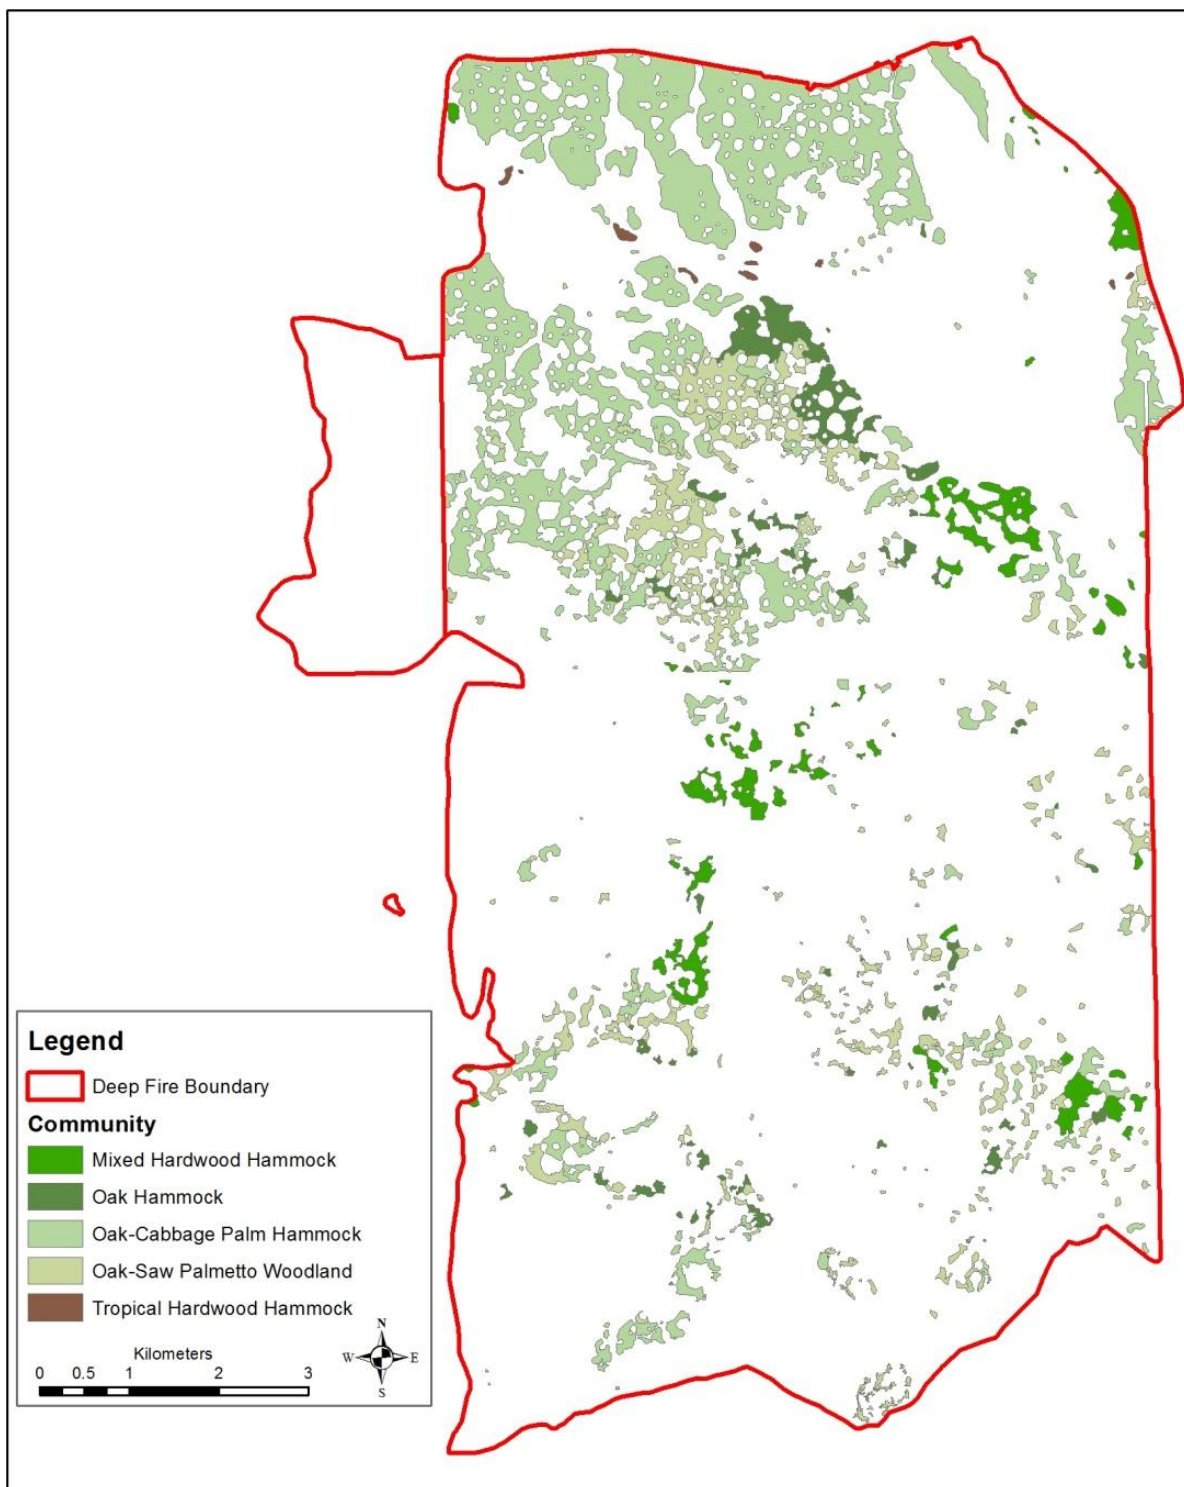 Legend
Deep Fire Boundary
Community
Mixed Hardwood Hammock
Oak Hammock
Oak-Cabbage Palm Hammock
Oak-Saw Palmetto Woodland
Tropical Hardwood Hammock
Kilometers
0 0.5 1 2 3
N
W E
S